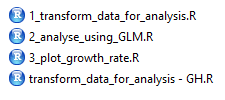 1_transform_data_for_analysis.R
2_analyse_using_GLM.R
3_plot_growth_rate.R
transform_data_for_analysis - GH.R